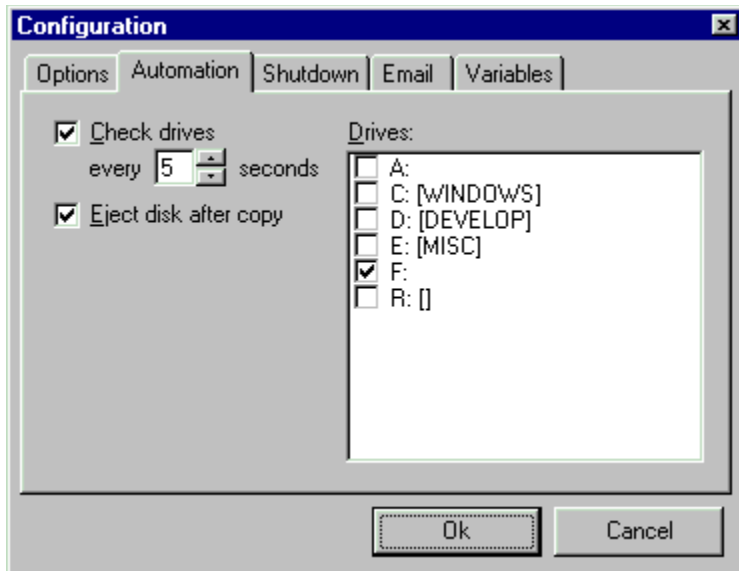 Configuration
Options Automation Shutdown Email Variables
Check drives
every 5 seconds
Eject disk after copy
Drives:
A:
C: [WINDOWS]
D: [DEVELOP]
E: [MISC]
F:
R: []
Ok Cancel